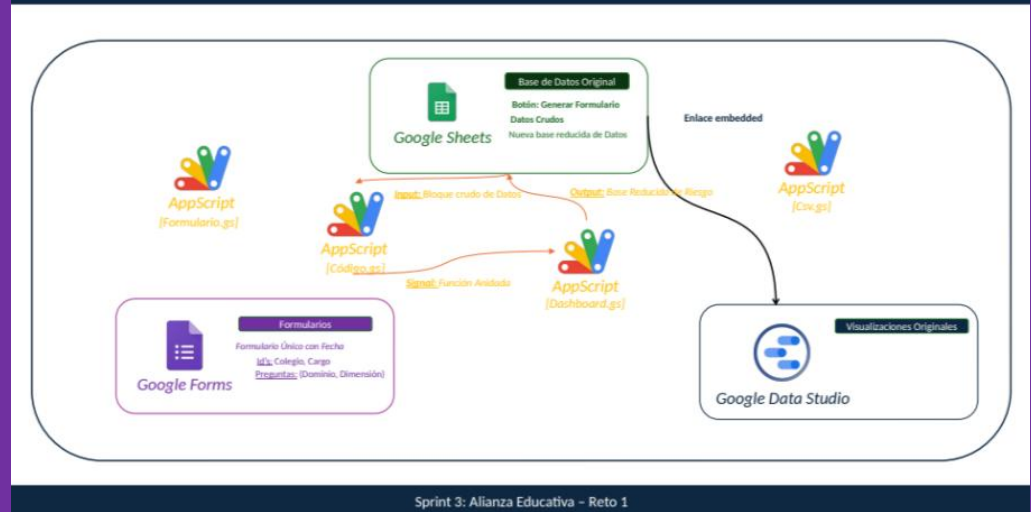 Base de Datos Original
Botón: Generar Formulario
Datos Crudos
Nueva base reducida de Datos
Google Sheets
Enlace embedded
AppScript
[Formulario.gs]
Input: Bloque crudo de Datos
Output: Base Reducida de Riesgo
AppScript
[Csv.gs]
AppScript
[Código.gs]
Signal: Función Anidada
AppScript
[Dashboard.gs]
Formularios
Formulario Único con Fecha
Id's: Colegio, Cargo
Preguntas: (Dominio, Dimensión)
Google Forms
Visualizaciones Originales
Google Data Studio
Sprint 3: Alianza Educativa – Reto 1